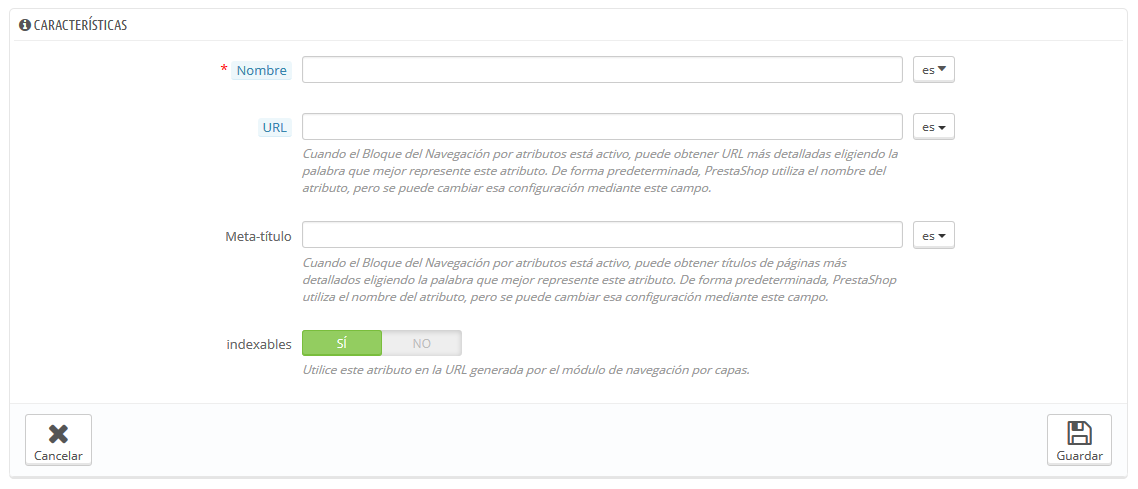 CARACTERÍSTICAS
* Nombre es
URL es
Cuando el Bloque del Navegación por atributos está activo, puede obtener URL más detalladas eligiendo la
palabra que mejor represente este atributo. De forma predeterminada, PrestaShop utiliza el nombre del
atributo, pero se puede cambiar esa configuración mediante este campo.
Meta-título es
Cuando el Bloque del Navegación por atributos está activo, puede obtener títulos de páginas más
detallados eligiendo la palabra que mejor represente este atributo. De forma predeterminada, PrestaShop
utiliza el nombre del atributo, pero se puede cambiar esa configuración mediante este campo.
indexables SÍ NO
Utilice este atributo en la URL generada por el módulo de navegación por capas.
Cancelar Guardar